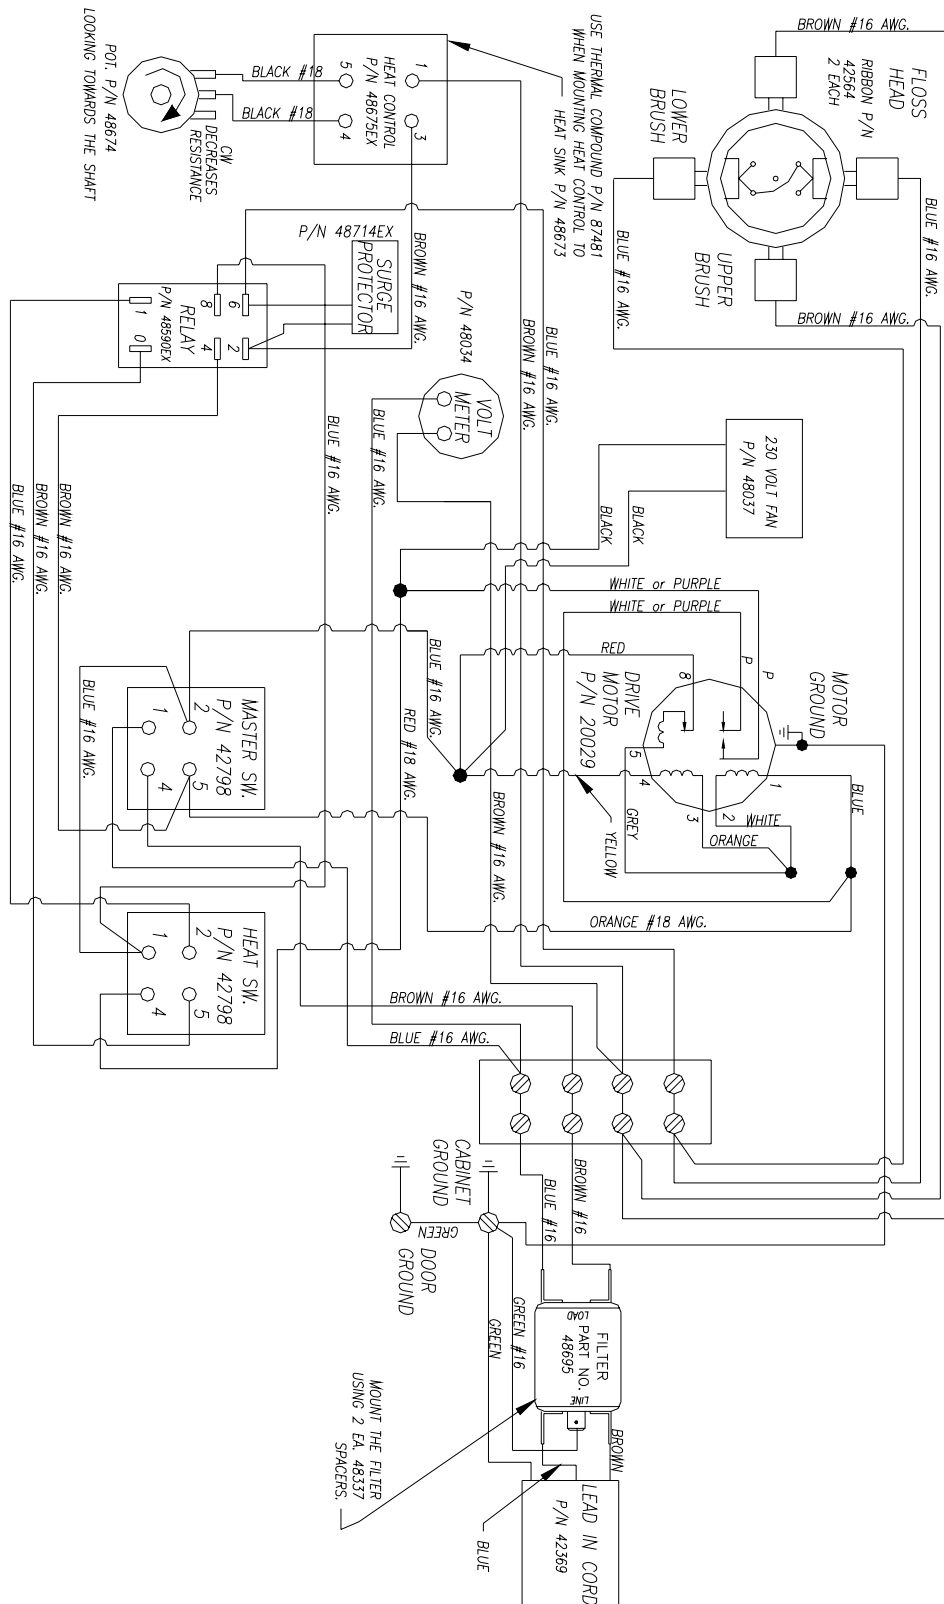 BROWN #16 AWG.
FLOSS
HEAD
RIBBON P/N
42564
2 EACH
LOWER
BRUSH
UPPER
BRUSH
BLUE #16 AWG.
BLUE #16 AWG.
BROWN #16 AWG.
USE THERMAL COMPOUND P/N 87481
WHEN MOUNTING HEAT CONTROL TO
HEAT SINK P/N 48673
HEAT CONTROL
P/N 48675EX
1
3
5
4
BLACK #18
BLACK #18
POT. P/N 48674
LOOKING TOWARDS THE SHAFT
CW
DECREASES
RESISTANCE
P/N 48714EX
SURGE
PROTECTOR
BROWN #16 AWG.
RELAY
P/N 48590EX
6
8
2
4
1
0
P/N 48034
VOLT
METER
BLUE #16 AWG.
BROWN #16 AWG.
BLUE #16 AWG.
BLUE #16 AWG.
BROWN #16 AWG.
BROWN #16 AWG.
BLUE #16 AWG.
230 VOLT FAN
P/N 48037
BLACK
BLACK
WHITE or PURPLE
WHITE or PURPLE
RED
P
P
MOTOR
GROUND
DRIVE
MOTOR
P/N 20029
8
5
4
3
2
1
BLUE
WHITE
ORANGE
GREY
YELLOW
BLUE #16 AWG.
RED #18 AWG.
BROWN #16 AWG.
ORANGE #18 AWG.
MASTER SW.
P/N 42798
2
1
5
4
BLUE #16 AWG.
HEAT SW.
P/N 42798
2
1
5
4
BROWN #16 AWG.
BLUE #16 AWG.
CABINET
GROUND
DOOR
GROUND
GREEN
BLUE #16
BROWN #16
GREEN #16
GREEN
LOAD
FILTER
PART NO.
48695
LINE
MOUNT THE FILTER
USING 2 EA. 48337
SPACERS.
BROWN
BLUE
LEAD IN CORD
P/N 42369